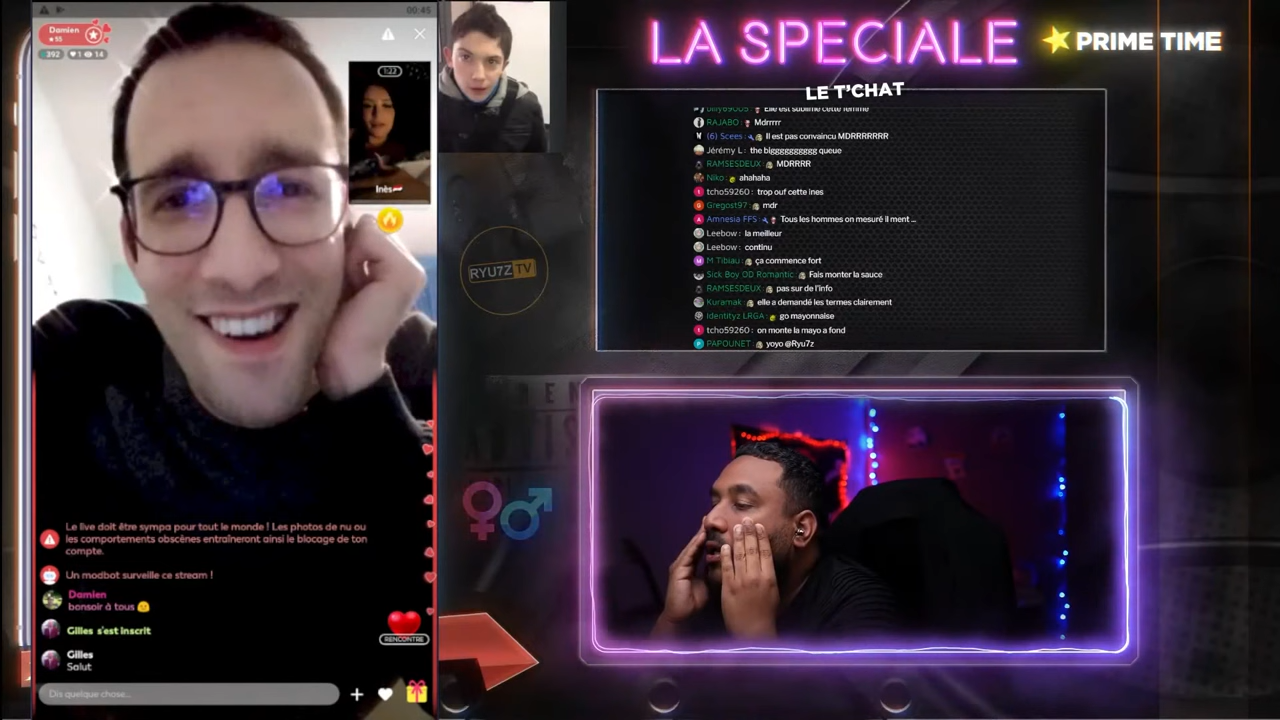 00:45
Damien
55
392
1
14
1:22
Inès
Le live doit être sympa pour tout le monde ! Les photos de nu ou
les comportements obscènes entraîneront ainsi le blocage de ton
compte.
Un modbot surveille ce stream !
Damien
bonsoir à tous
Gilles s'est inscrit
Gilles
Salut
RENCONTRE
Dis quelque chose...
RYU7Z TV
LA SPECIALE
PRIME TIME
LE T'CHAT
Elle est sublime cette femme
RAJABO : Mdrrrrr
(6) Scees : Il est pas convaincu MDRRRRRRR
Jérémy L : the bigggggggggg queue
RAMSESDEUX : MDRRRR
Niko : ahahaha
tcho59260 : trop ouf cette ines
Gregost97 : mdr
Amnesia FFS : Tous les hommes on mesuré il ment ...
Leebow : la meilleur
Leebow : continu
M Tibiau : ça commence fort
Sick Boy OD Romantic : Fais monter la sauce
RAMSESDEUX : pas sur de l'info
Kuramak : elle a demandé les termes clairement
Identityz LRGA : go mayonnaise
tcho59260 : on monte la mayo a fond
PAPOUNET : yoyo @Ryu7z